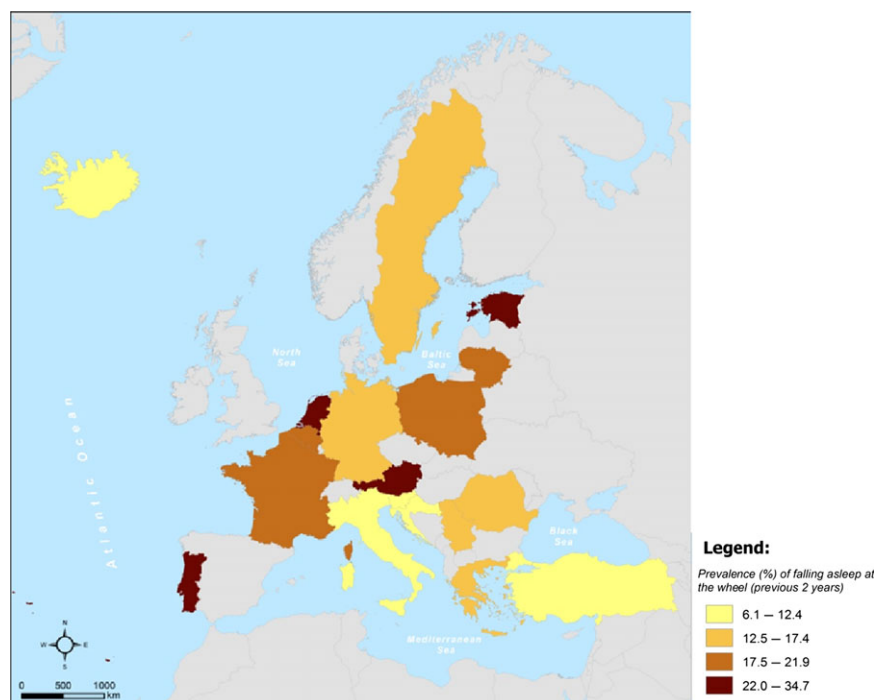 North
Sea
Baltic
Sea
Atlantic Ocean
Black
Sea
Mediterranean
Sea
N
W
E
S
0 500 1000
km
Legend:
Prevalence (%) of falling asleep at
the wheel (previous 2 years)
6.1 – 12.4
12.5 – 17.4
17.5 – 21.9
22.0 – 34.7